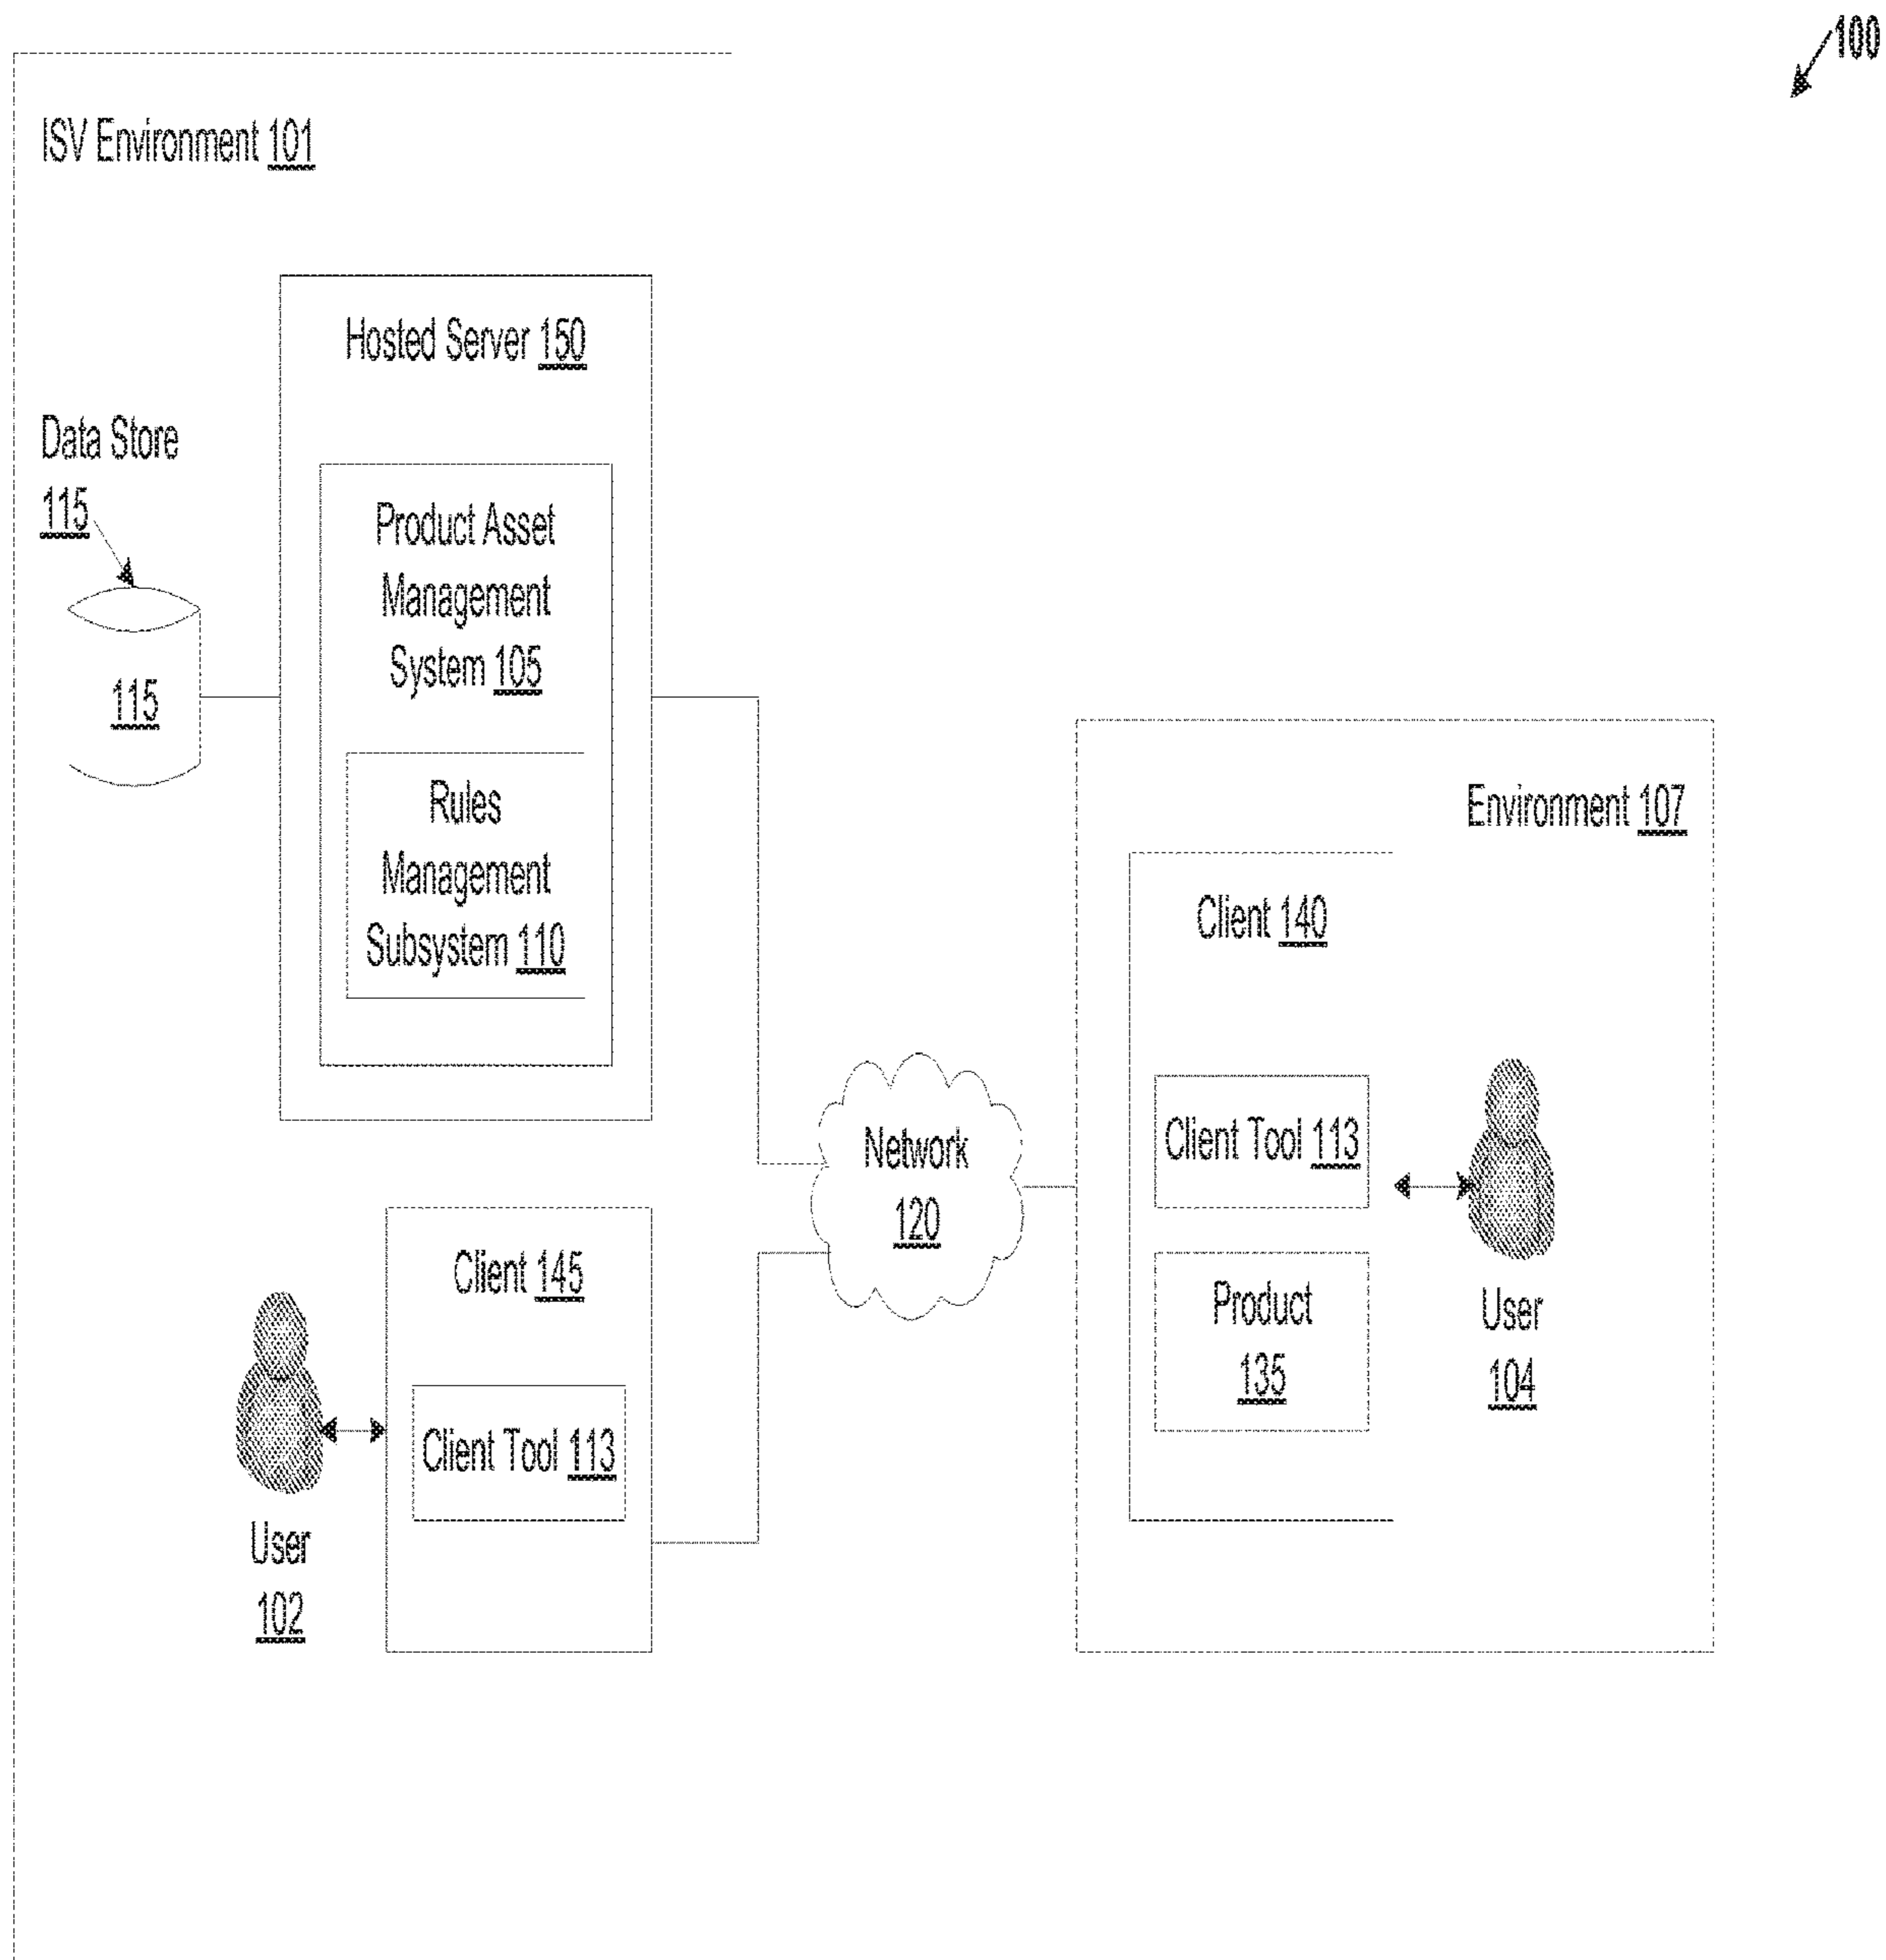 100
ISV Environment 101
Hosted Server 150
Data Store
115
115
Product Asset
Management
System 105
Rules
Management
Subsystem 110
Client 145
Client Tool 113
User
102
Network
120
Environment 107
Client 140
Client Tool 113
Product
135
User
104